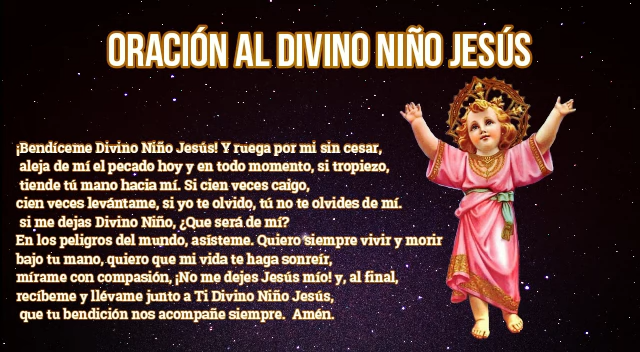 ORACIÓN AL DIVINO NIÑO JESÚS
¡Bendíceme Divino Niño Jesús! Y ruega por mi sin cesar,
aleja de mí el pecado hoy y en todo momento, si tropiezo,
tiende tú mano hacia mí. Si cien veces caigo,
cien veces levántame, si yo te olvido, tú no te olvides de mí.
si me dejas Divino Niño, ¿Que será de mí?
En los peligros del mundo, asísteme. Quiero siempre vivir y morir
bajo tu mano, quiero que mi vida te haga sonreír,
mírame con compasión, ¡No me dejes Jesús mío! y, al final,
recíbeme y llévame junto a Ti Divino Niño Jesús,
que tu bendición nos acompañe siempre. Amén.